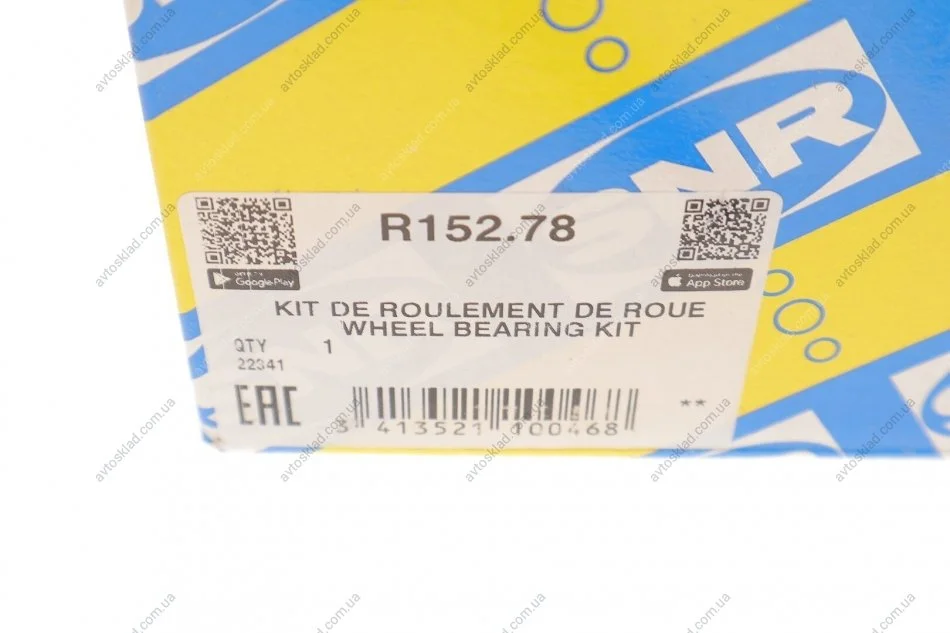 SNR
R152.78
Google Play
App Store
KIT DE ROULEMENT DE ROUE
WHEEL BEARING KIT
QTY 1
22341
EAC
**
3 413521 100468
avtosklad.com.ua